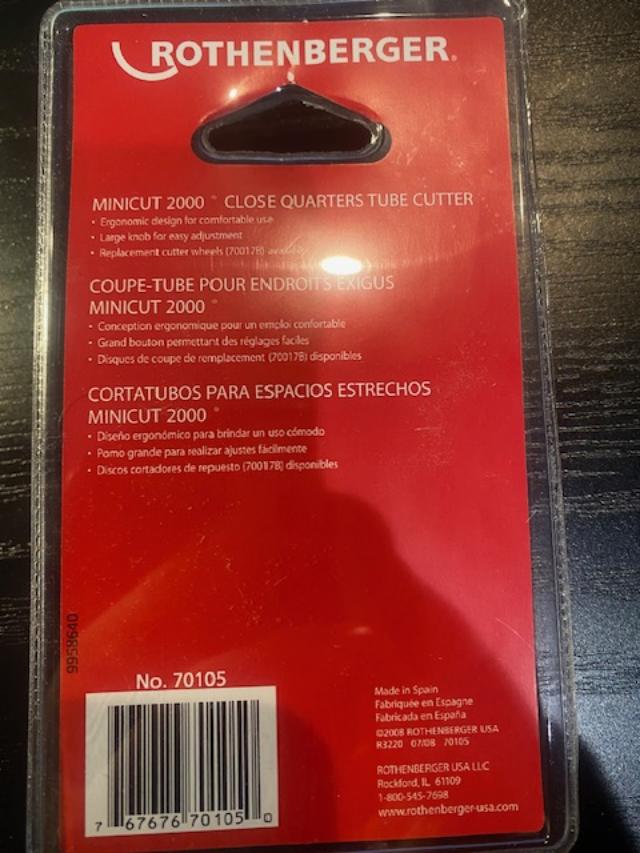 ROTHENBERGER®
MINICUT 2000® CLOSE QUARTERS TUBE CUTTER
• Ergonomic design for comfortable use
• Large knob for easy adjustment
• Replacement cutter wheels (70017B)
COUPE-TUBE POUR ENDROITS EXIGUS
MINICUT 2000®
• Conception ergonomique pour un emploi confortable
• Grand bouton permettant des réglages faciles
• Disques de coupe de remplacement (70017B) disponibles
CORTATUBOS PARA ESPACIOS ESTRECHOS
MINICUT 2000®
• Diseño ergonómico para brindar un uso cómodo
• Pomo grande para realizar ajustes fácilmente
• Discos cortadores de repuesto (70017B) disponibles
9958640
No. 70105
7 67676 70105 0
Made in Spain
Fabriquée en Espagne
Fabricada en España
©2008 ROTHENBERGER USA
R3220 07/08 70105
ROTHENBERGER USA LLC
Rockford, IL 61109
1-800-545-7698
www.rothenberger-usa.com